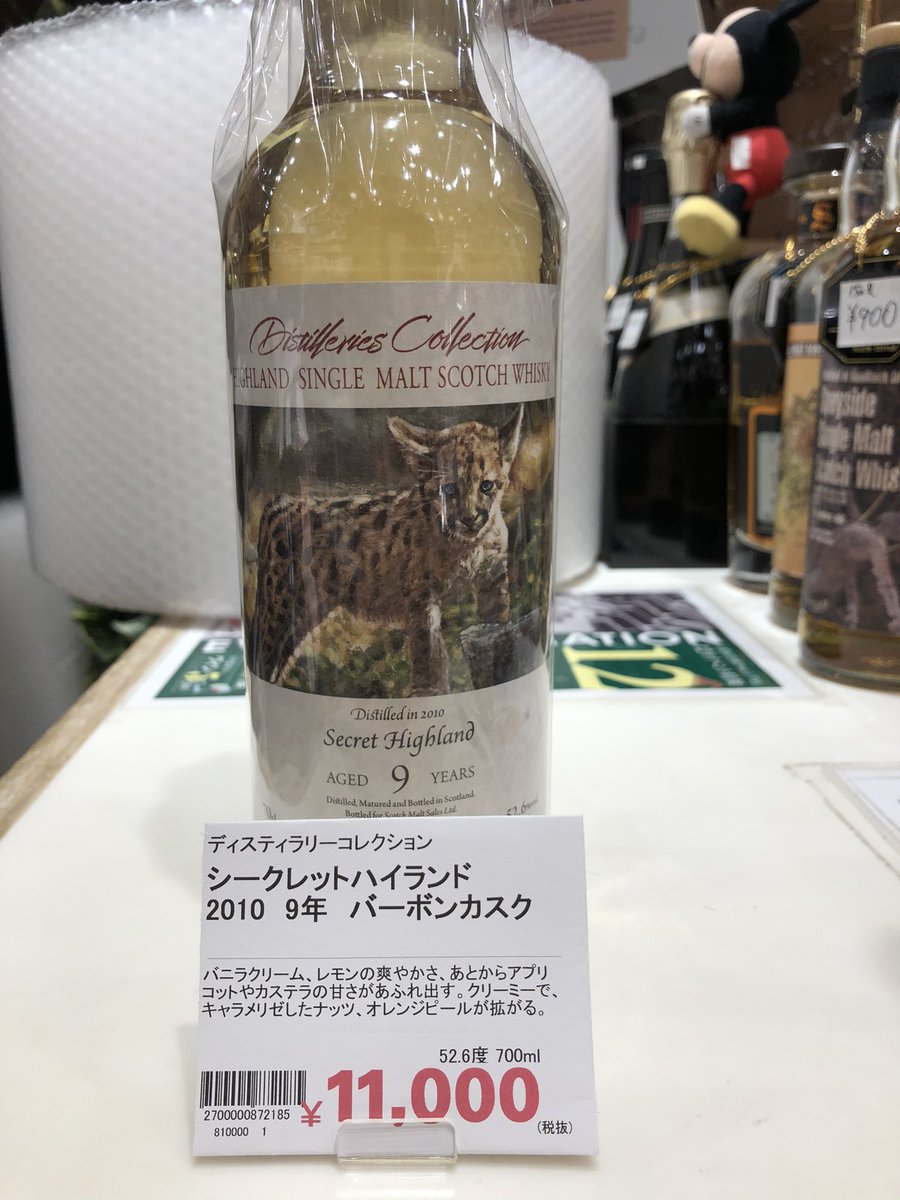 Distilleries Collection
HIGHLAND SINGLE MALT SCOTCH WHISKY
Distilled in 2010
Secret Highland
AGED 9 YEARS
Distilled, Matured and Bottled in Scotland.
Bottled for Scotch Malt Sales Ltd.
ディスティラリーコレクション
シークレットハイランド
2010 9年 バーボンカスク
バニラクリーム、レモンの爽やかさ、あとからアプリ
コットやカステラの甘さがあふれ出す。クリーミーで、
キャラメリゼしたナッツ、オレンジピールが拡がる。
52.6度 700ml
2700000872185
810000 1
¥11,000
(税抜)
¥900
Single Malt
12